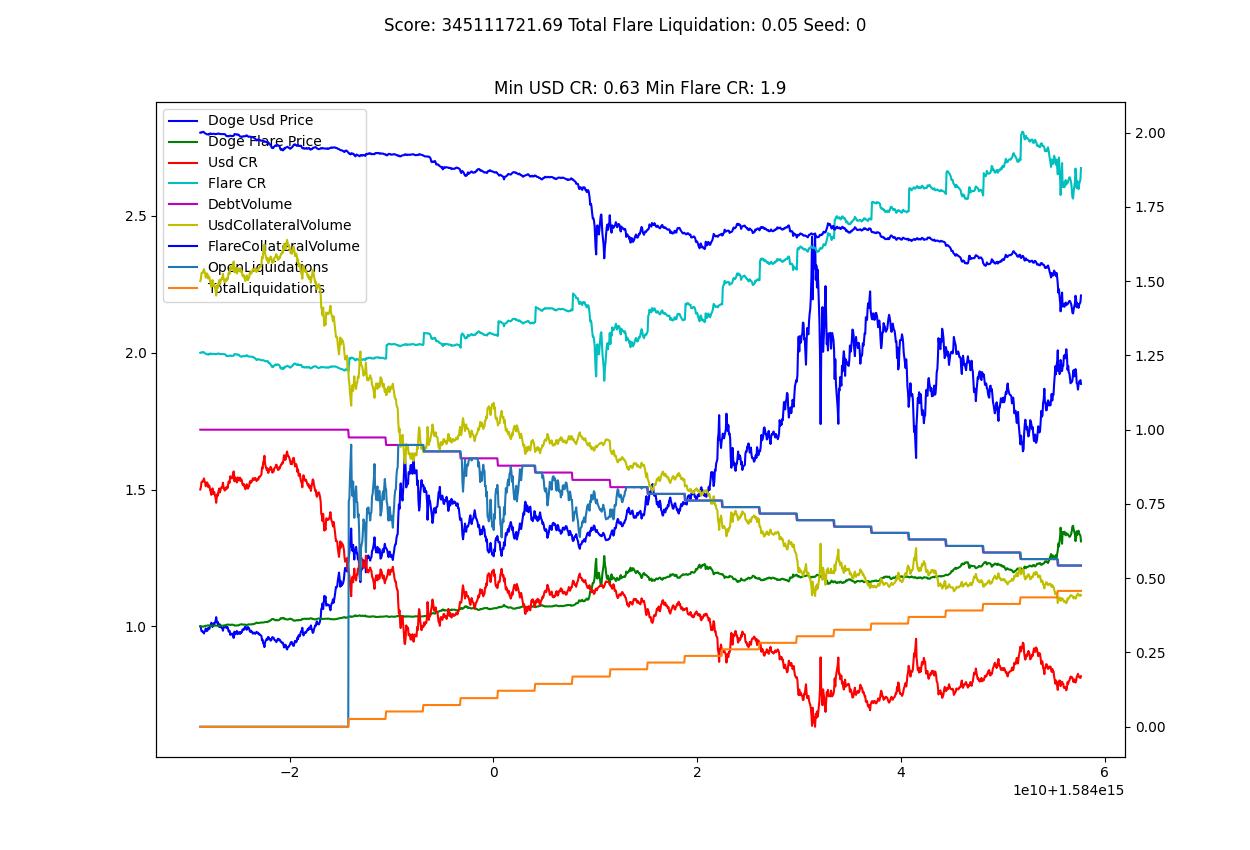 Score: 345111721.69 Total Flare Liquidation: 0.05 Seed: 0
Min USD CR: 0.63 Min Flare CR: 1.9
Doge Usd Price
Doge Flare Price
Usd CR
Flare CR
DebtVolume
UsdCollateralVolume
FlareCollateralVolume
OpenLiquidations
TotalLiquidations
2.5
2.0
1.5
1.0
2.00
1.75
1.50
1.25
1.00
0.75
0.50
0.25
0.00
−2
0
2
4
6
1e10+1.584e15